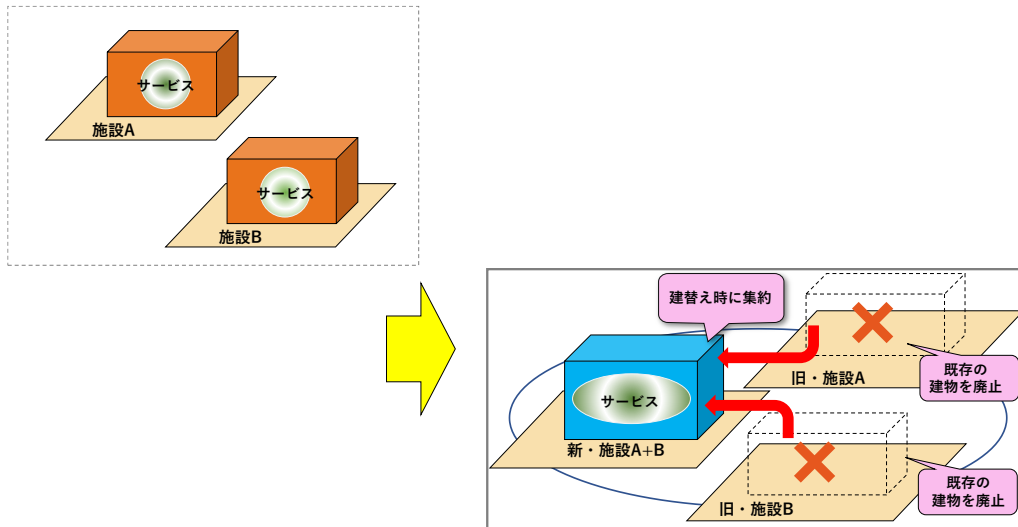 サービス
施設A
サービス
施設B
建替え時に集約
旧・施設A
既存の
建物を廃止
サービス
新・施設A+B
旧・施設B
既存の
建物を廃止